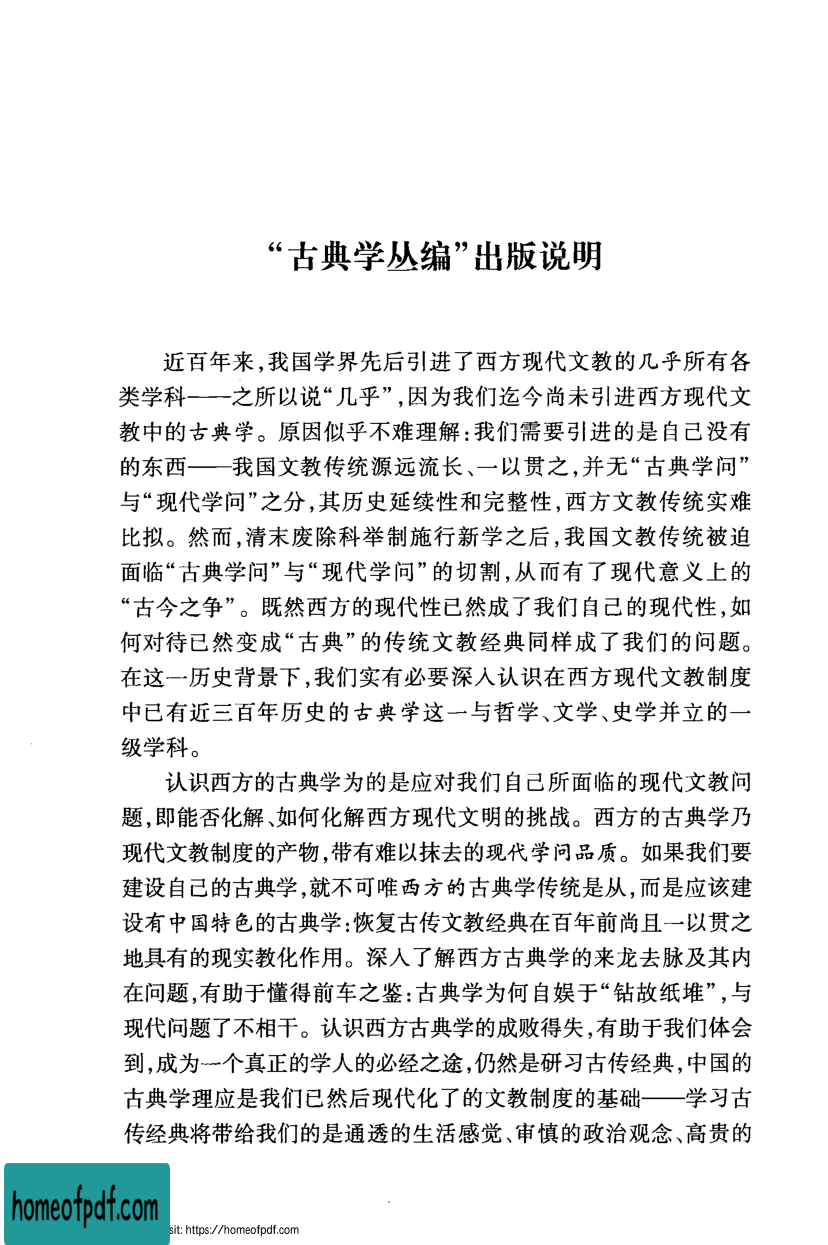 “古典学丛编”出版说明
近百年来,我国学界先后引进了西方现代文教的几乎所有各
类学科——之所以说“几乎”,因为我们迄今尚未引进西方现代文
教中的古典学。原因似乎不难理解:我们需要引进的是自己没有
的东西——我国文教传统源远流长、一以贯之,并无“古典学问”
与“现代学问”之分,其历史延续性和完整性,西方文教传统实难
比拟。然而,清末废除科举制施行新学之后,我国文教传统被迫
面临“古典学问”与“现代学问”的切割,从而有了现代意义上的
“古今之争”。既然西方的现代性已然成了我们自己的现代性,如
何对待已然变成“古典”的传统文教经典同样成了我们的问题。
在这一历史背景下,我们实有必要深入认识在西方现代文教制度
中已有近三百年历史的古典学这一与哲学、文学、史学并立的一
级学科。
认识西方的古典学为的是应对我们自己所面临的现代文教问
题,即能否化解、如何化解西方现代文明的挑战。西方的古典学乃
现代文教制度的产物,带有难以抹去的现代学问品质。如果我们要
建设自己的古典学,就不可唯西方的古典学传统是从,而是应该建
设有中国特色的古典学:恢复古传文教经典在百年前尚且一以贯之
地具有的现实教化作用。深入了解西方古典学的来龙去脉及其内
在问题,有助于懂得前车之鉴:古典学为何自娱于“钻故纸堆”,与
现代问题了不相干。认识西方古典学的成败得失,有助于我们体会
到,成为一个真正的学人的必经之途,仍然是研习古传经典,中国的
古典学理应是我们已然后现代化了的文教制度的基础——学习古
传经典将带给我们的是通透的生活感觉、审慎的政治观念、高贵的
homeofpdf.com
sit: https://homeofpdf.com